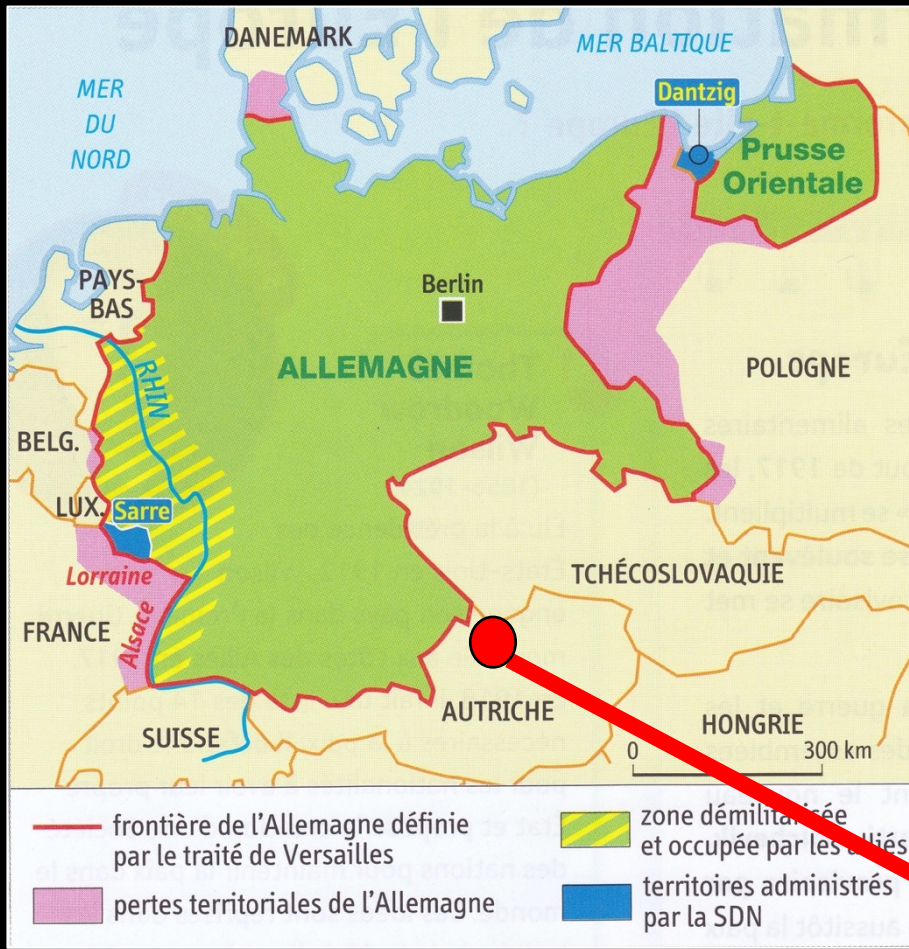 DANEMARK
MER BALTIQUE
MER
DU
NORD
Dantzig
Prusse
Orientale
PAYS-
BAS
Berlin
RHIN
ALLEMAGNE
POLOGNE
BELG.
LUX.
Sarre
Lorraine
TCHÉCOSLOVAQUIE
FRANCE
Alsace
AUTRICHE
HONGRIE
SUISSE
0 300 km
frontière de l'Allemagne définie
par le traité de Versailles
pertes territoriales de l'Allemagne
zone démilitarisée
et occupée par les alliés
territoires administrés
par la SDN